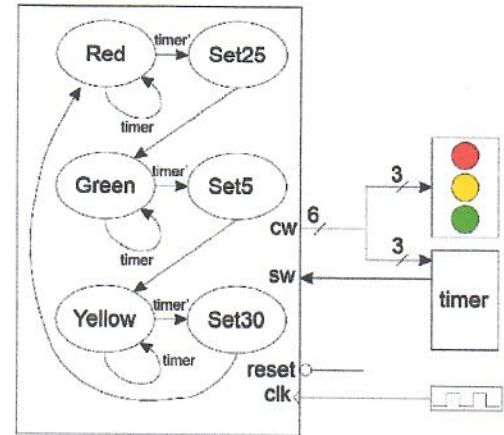 Red
timer'
Set25
timer
Green
timer'
Set5
timer
Yellow
timer'
Set30
timer
cw
6
3
3
sw
timer
reset
clk